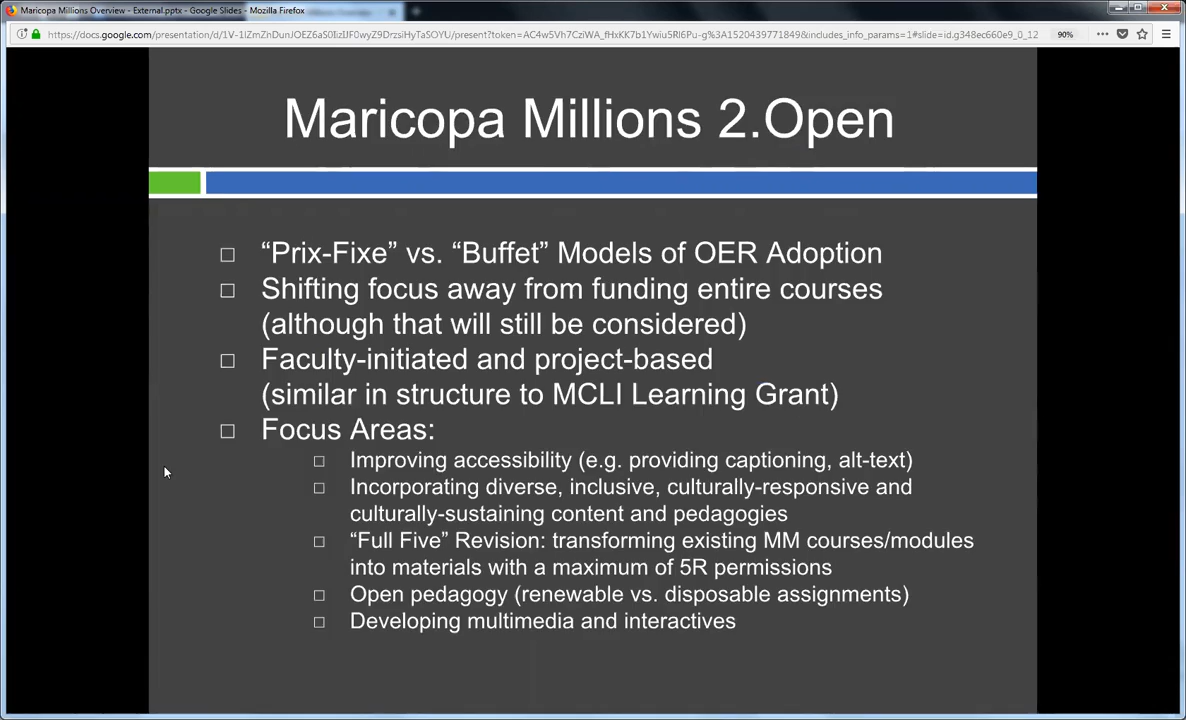 Maricopa Millions Overview - External.pptx - Google Slides - Mozilla Firefox
90%
Maricopa Millions 2.Open
“Prix-Fixe” vs. “Buffet” Models of OER Adoption
Shifting focus away from funding entire courses
(although that will still be considered)
Faculty-initiated and project-based
(similar in structure to MCLI Learning Grant)
Focus Areas:
Improving accessibility (e.g. providing captioning, alt-text)
Incorporating diverse, inclusive, culturally-responsive and
culturally-sustaining content and pedagogies
“Full Five” Revision: transforming existing MM courses/modules
into materials with a maximum of 5R permissions
Open pedagogy (renewable vs. disposable assignments)
Developing multimedia and interactives